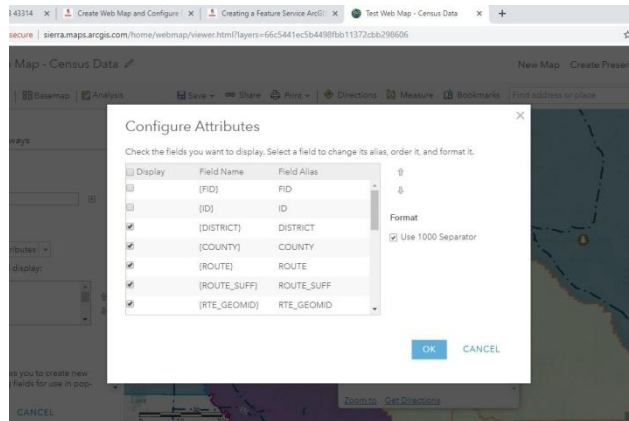 43314
Create Web Map and Configure
Creating a Feature Service ArcGI
Test Web Map - Census Data
secure | sierra.maps.arcgis.com/home/webmap/viewer.html?layers=66c5441ec5b4498fbb11372cbb298606
Map - Census Data
New Map Create Presen
Basemap Analysis Save Share Print Directions Measure Bookmarks Find address or place
ways
Configure Attributes
Check the fields you want to display. Select a field to change its alias, order it, and format it.
Display Field Name Field Alias
{FID} FID
{ID} ID
Format
{DISTRICT} DISTRICT
Use 1000 Separator
{COUNTY} COUNTY
tributes
{ROUTE} ROUTE
display:
{ROUTE_SUFF} ROUTE_SUFF
{RTE_GEOMID} RTE_GEOMID
OK CANCEL
as you to create new
fields for use in pop-
Zoom to Get Directions
CANCEL